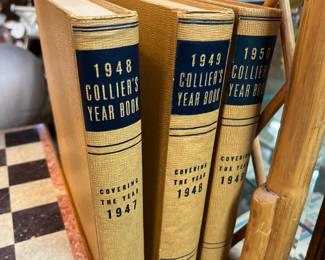 1948
COLLIER'S
YEAR BOOK
COVERING
THE YEAR
1947
1949
COLLIER'S
YEAR BOOK
COVERING
THE YEAR
1948
1950
COLLIER'S
YEAR BOOK
COVERING
THE YEAR